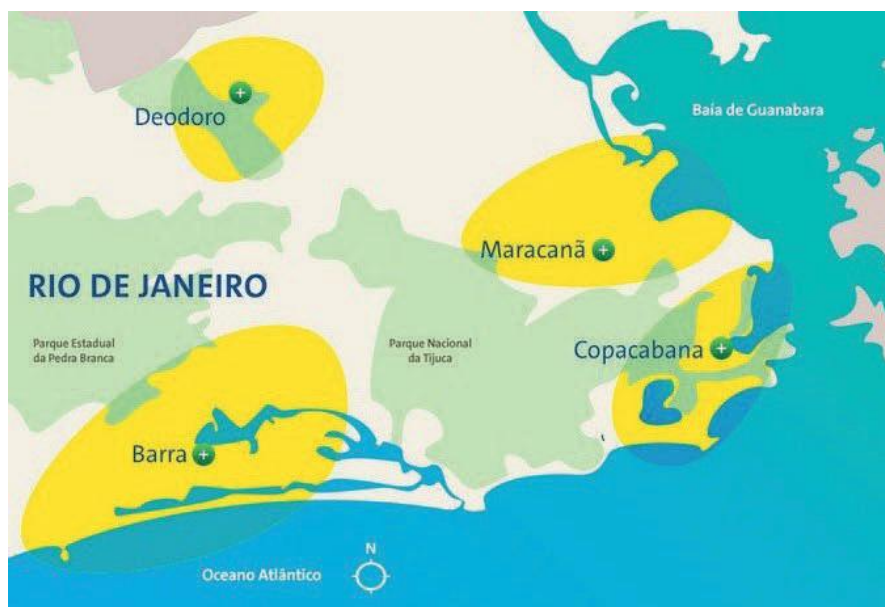 Baía de Guanabara
Deodoro
Maracanã
RIO DE JANEIRO
Parque Estadual
da Pedra Branca
Parque Nacional
da Tijuca
Copacabana
Barra
N
Oceano Atlântico